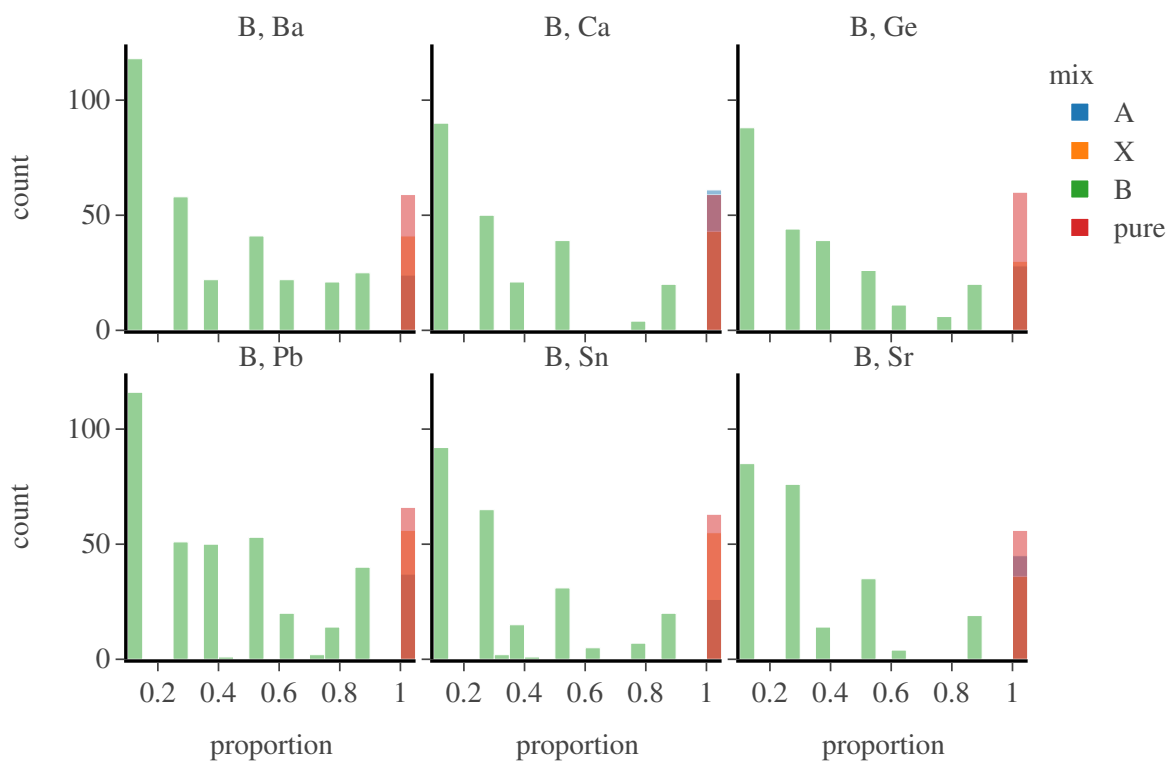 B, Ba
B, Ca
B, Ge
mix
A
X
B
pure
count
100
50
0
B, Pb
B, Sn
B, Sr
count
100
50
0
0.2 0.4 0.6 0.8 1
0.2 0.4 0.6 0.8 1
0.2 0.4 0.6 0.8 1
proportion
proportion
proportion